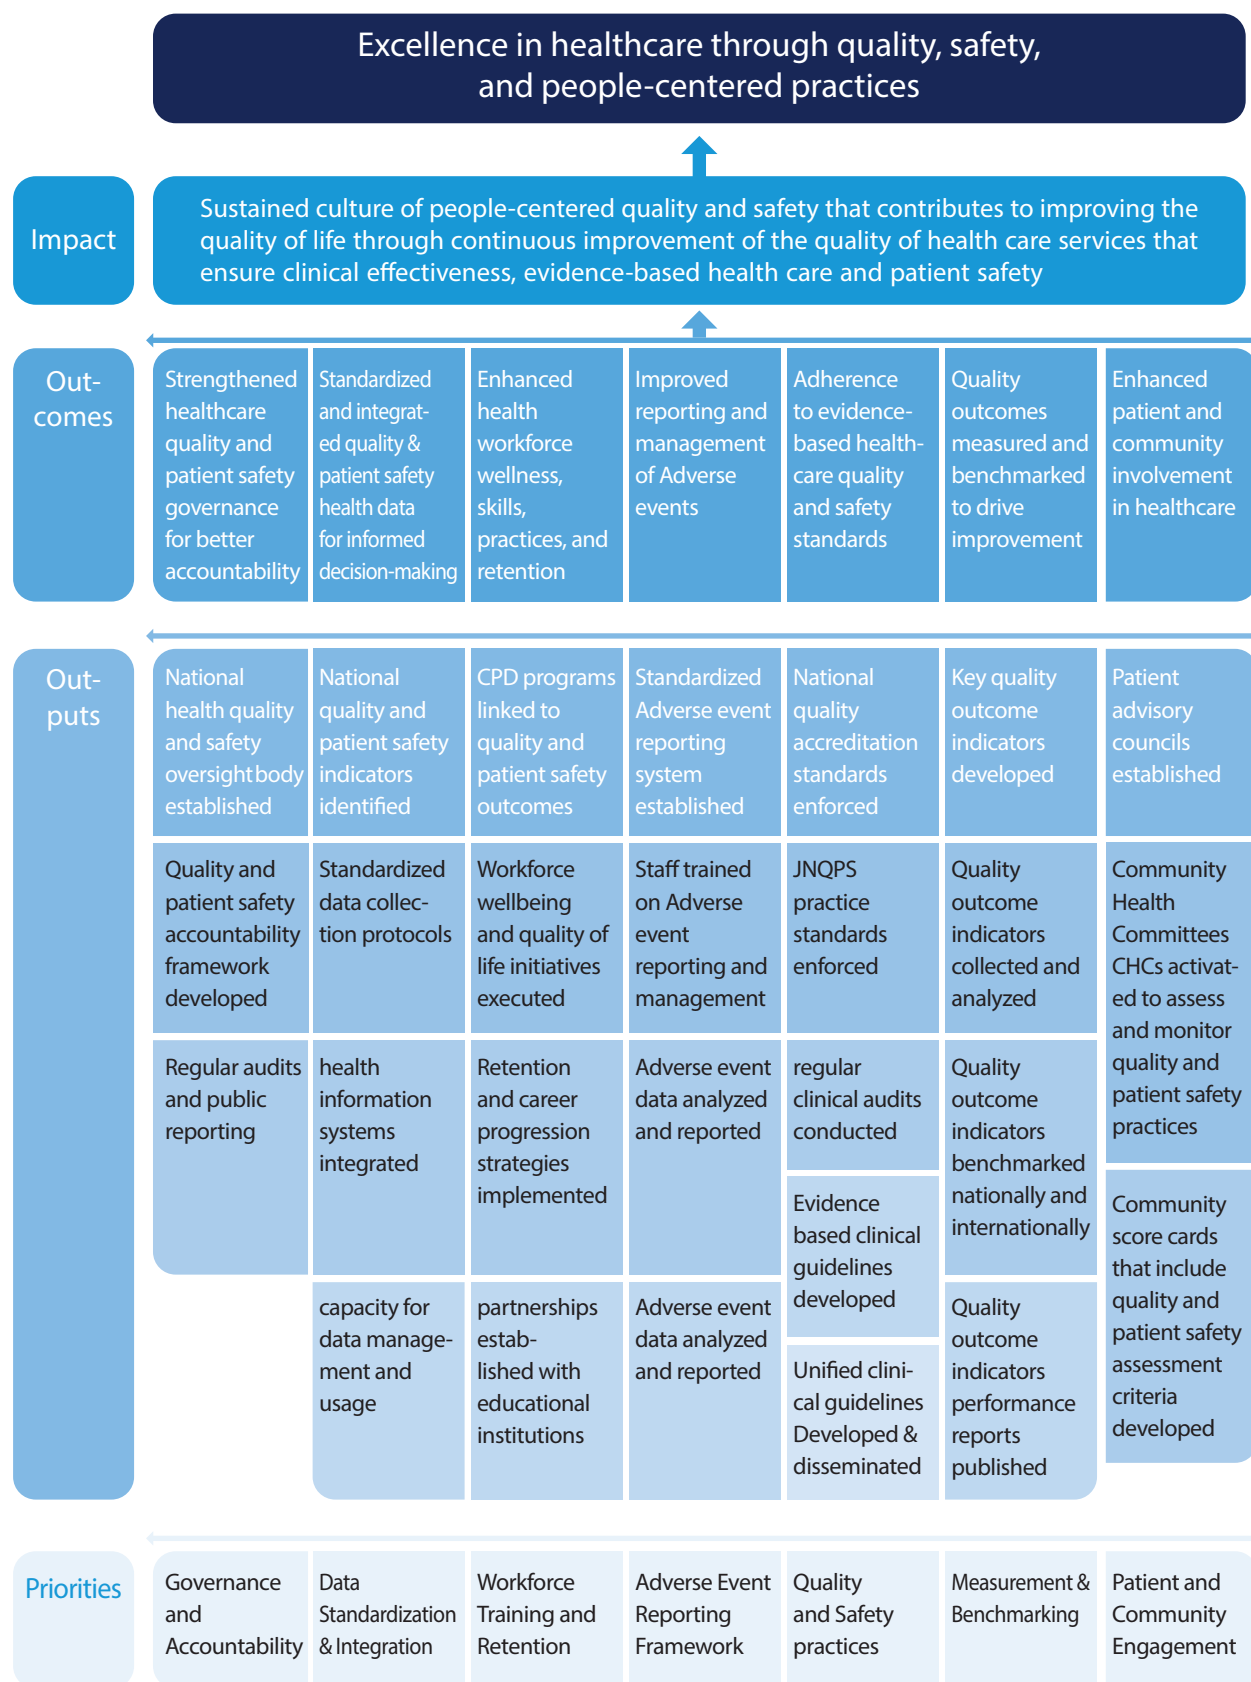 Excellence in healthcare through quality, safety,
and people-centered practices
Impact
Sustained culture of people-centered quality and safety that contributes to improving the
quality of life through continuous improvement of the quality of health care services that
ensure clinical effectiveness, evidence-based health care and patient safety
Out-
comes
Strengthened
healthcare
quality and
patient safety
governance
for better
accountability
Standardized
and integrat-
ed quality &
patient safety
health data
for informed
decision-making
Enhanced
health
workforce
wellness,
skills,
practices, and
retention
Improved
reporting and
management
of Adverse
events
Adherence
to evidence-
based health-
care quality
and safety
standards
Quality
outcomes
measured and
benchmarked
to drive
improvement
Enhanced
patient and
community
involvement
in healthcare
Out-
puts
National
health quality
and safety
oversight body
established
National
quality and
patient safety
indicators
identified
CPD programs
linked to
quality and
patient safety
outcomes
Standardized
Adverse event
reporting
system
established
National
quality
accreditation
standards
enforced
Key quality
outcome
indicators
developed
Patient
advisory
councils
established
Quality and
patient safety
accountability
framework
developed
Standardized
data collec-
tion protocols
Workforce
wellbeing
and quality of
life initiatives
executed
Staff trained
on Adverse
event
reporting and
management
JNQPS
practice
standards
enforced
Quality
outcome
indicators
collected and
analyzed
Community
Health
Committees
CHCs activat-
ed to assess
and monitor
quality and
patient safety
practices
Regular audits
and public
reporting
health
information
systems
integrated
Retention
and career
progression
strategies
implemented
Adverse event
data analyzed
and reported
regular
clinical audits
conducted
Quality
outcome
indicators
benchmarked
nationally and
internationally
Evidence
based clinical
guidelines
developed
Community
score cards
that include
quality and
patient safety
assessment
criteria
developed
capacity for
data manage-
ment and
usage
partnerships
estab-
lished with
educational
institutions
Adverse event
data analyzed
and reported
Unified clini-
cal guidelines
Developed &
disseminated
Quality
outcome
indicators
performance
reports
published
Priorities
Governance
and
Accountability
Data
Standardization
& Integration
Workforce
Training and
Retention
Adverse Event
Reporting
Framework
Quality
and Safety
practices
Measurement &
Benchmarking
Patient and
Community
Engagement